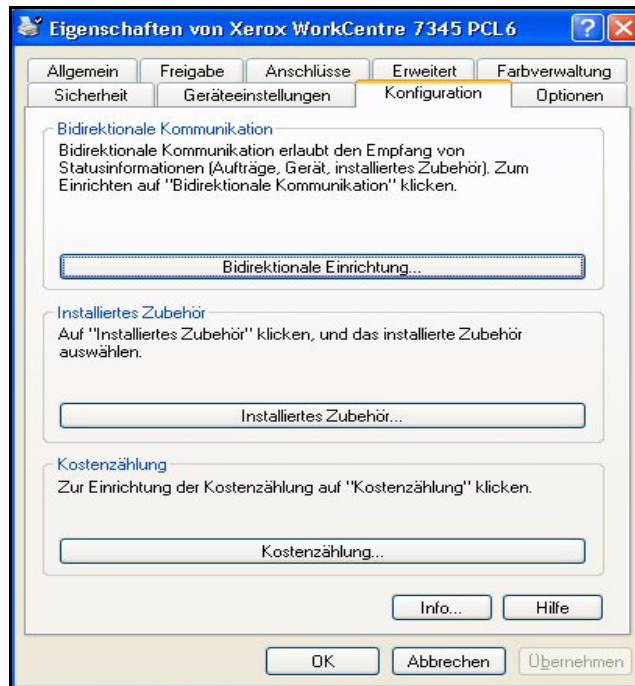 Eigenschaften von Xerox WorkCentre 7345 PCL6
Allgemein Freigabe Anschlüsse Erweitert Farbverwaltung
Sicherheit Geräteeinstellungen Konfiguration Optionen
Bidirektionale Kommunikation
Bidirektionale Kommunikation erlaubt den Empfang von
Statusinformationen (Aufträge, Gerät, installiertes Zubehör). Zum
Einrichten auf "Bidirektionale Kommunikation" klicken.
Bidirektionale Einrichtung...
Installiertes Zubehör
Auf "Installiertes Zubehör" klicken, und das installierte Zubehör
auswählen.
Installiertes Zubehör...
Kostenzählung
Zur Einrichtung der Kostenzählung auf "Kostenzählung" klicken.
Kostenzählung...
Info... Hilfe
OK Abbrechen Übernehmen